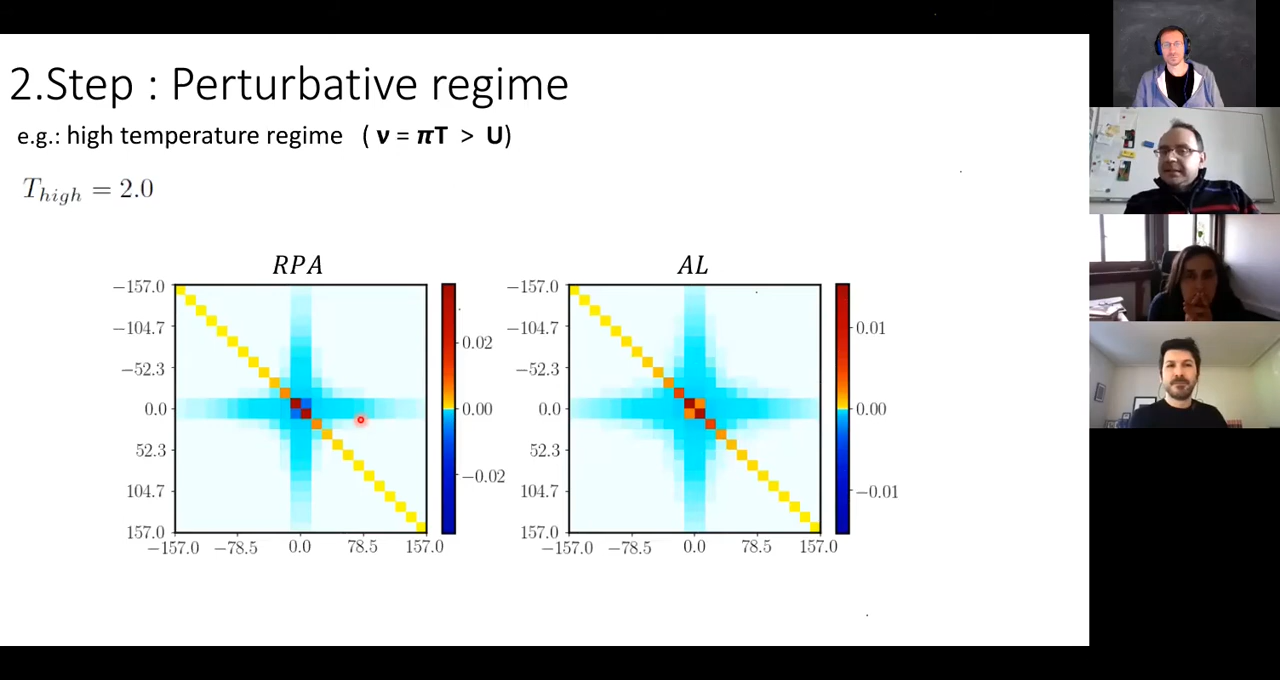 2.Step : Perturbative regime
e.g.: high temperature regime ( ν = πT > U)
T_high = 2.0
RPA
−157.0
−104.7
−52.3
0.0
52.3
104.7
157.0
−157.0 −78.5 0.0 78.5 157.0
0.02
0.00
−0.02
AL
−157.0
−104.7
−52.3
0.0
52.3
104.7
157.0
−157.0 −78.5 0.0 78.5 157.0
0.01
0.00
−0.01